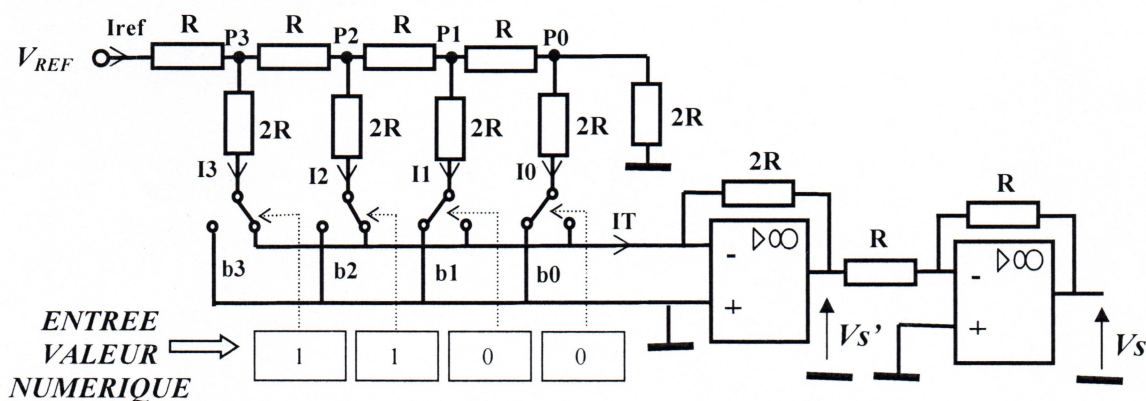 Iref
R
P3
R
P2
R
P1
R
P0
V_REF
2R
2R
2R
2R
2R
I3
I2
I1
I0
IT
2R
R
▷∞
-
+
R
▷∞
-
+
b3
b2
b1
b0
Vs’
Vs
ENTREE
VALEUR
NUMERIQUE
1
1
0
0